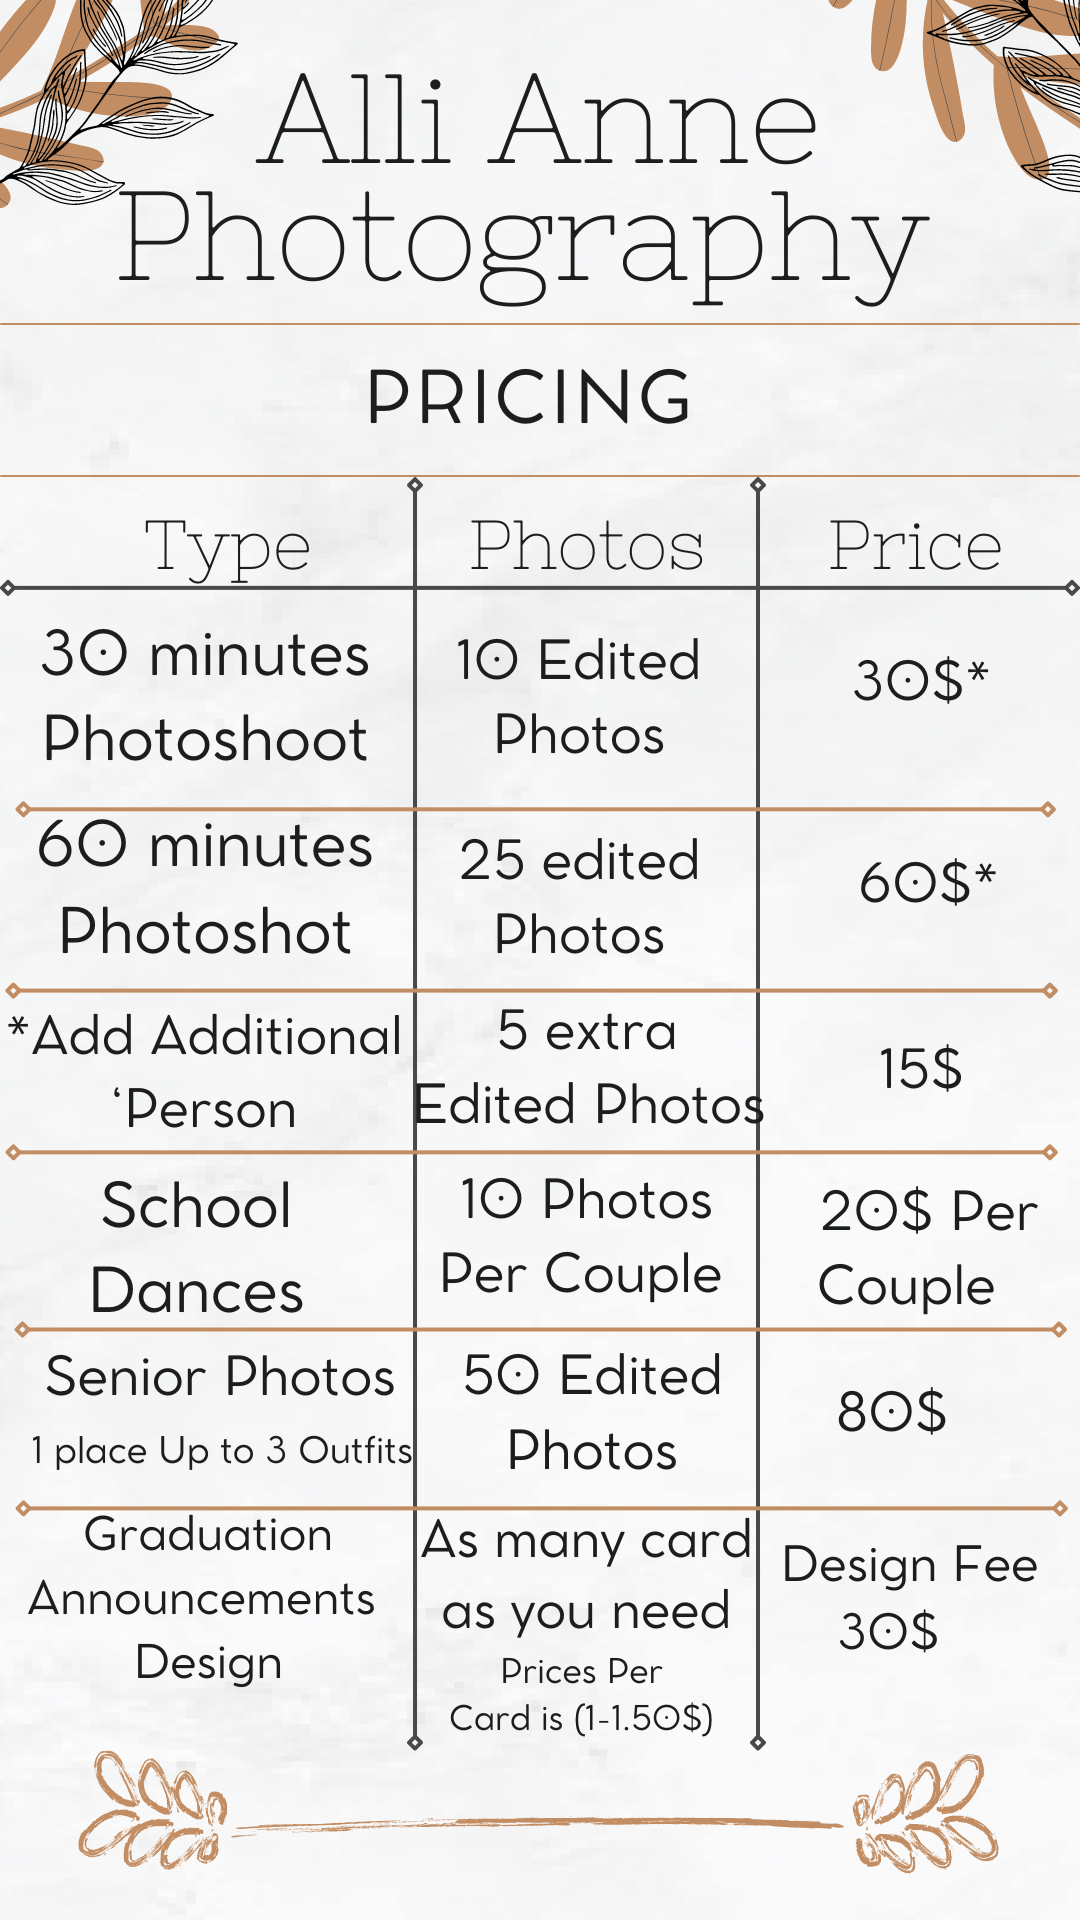 Alli Anne
Photography
PRICING
Type Photos Price
30 minutes
Photoshoot
10 Edited
Photos
30$*
60 minutes
Photoshot
25 edited
Photos
60$*
*Add Additional
‘Person
5 extra
Edited Photos
15$
School
Dances
10 Photos
Per Couple
20$ Per
Couple
Senior Photos
1 place Up to 3 Outfits
50 Edited
Photos
80$
Graduation
Announcements
Design
As many card
as you need
Prices Per
Card is (1-1.50$)
Design Fee
30$